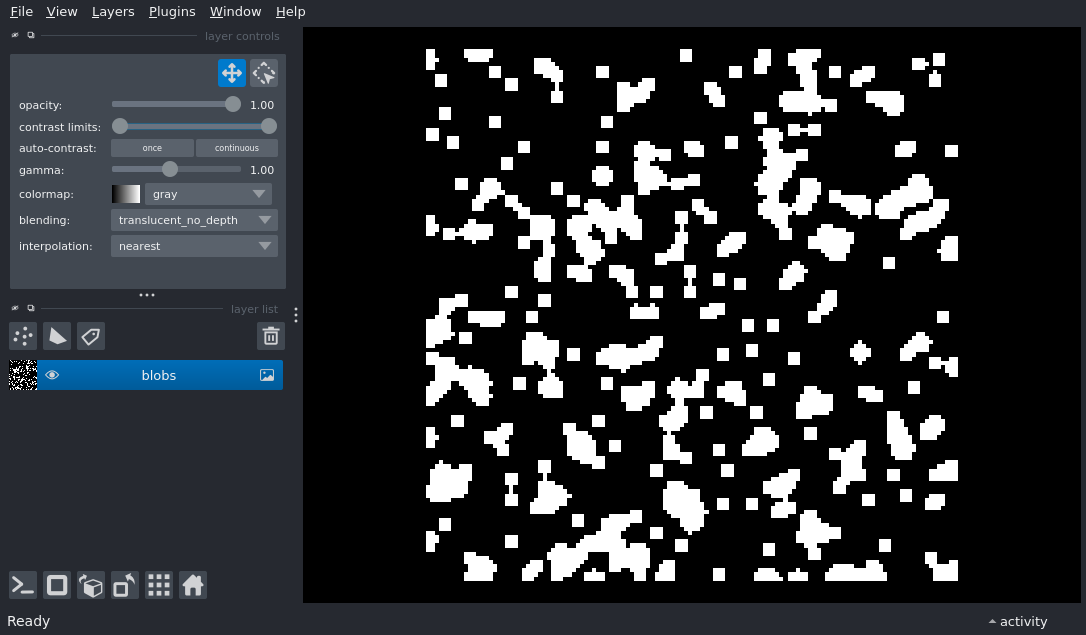 File View Layers Plugins Window Help
layer controls
opacity: 1.00
contrast limits:
auto-contrast: once continuous
gamma: 1.00
colormap: gray
blending: translucent_no_depth
interpolation: nearest
layer list
blobs
Ready
activity